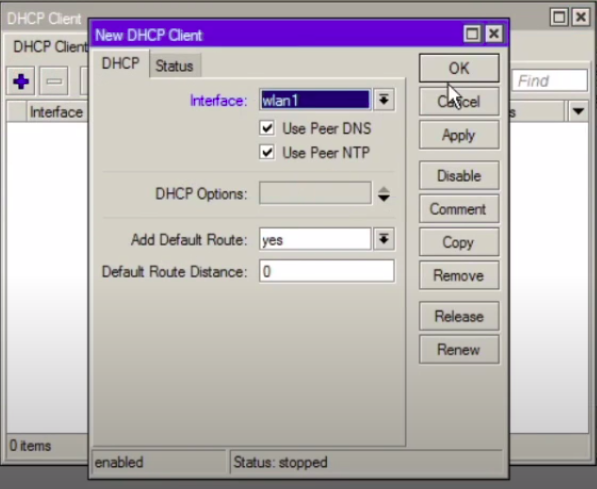 DHCP Client
New DHCP Client
DHCP Client
DHCP Status
OK
Find
Interface
Interface: wlan1
Cancel
Use Peer DNS
Use Peer NTP
Apply
DHCP Options:
Disable
Comment
Add Default Route: yes
Copy
Default Route Distance: 0
Remove
Release
Renew
0 items
enabled
Status: stopped